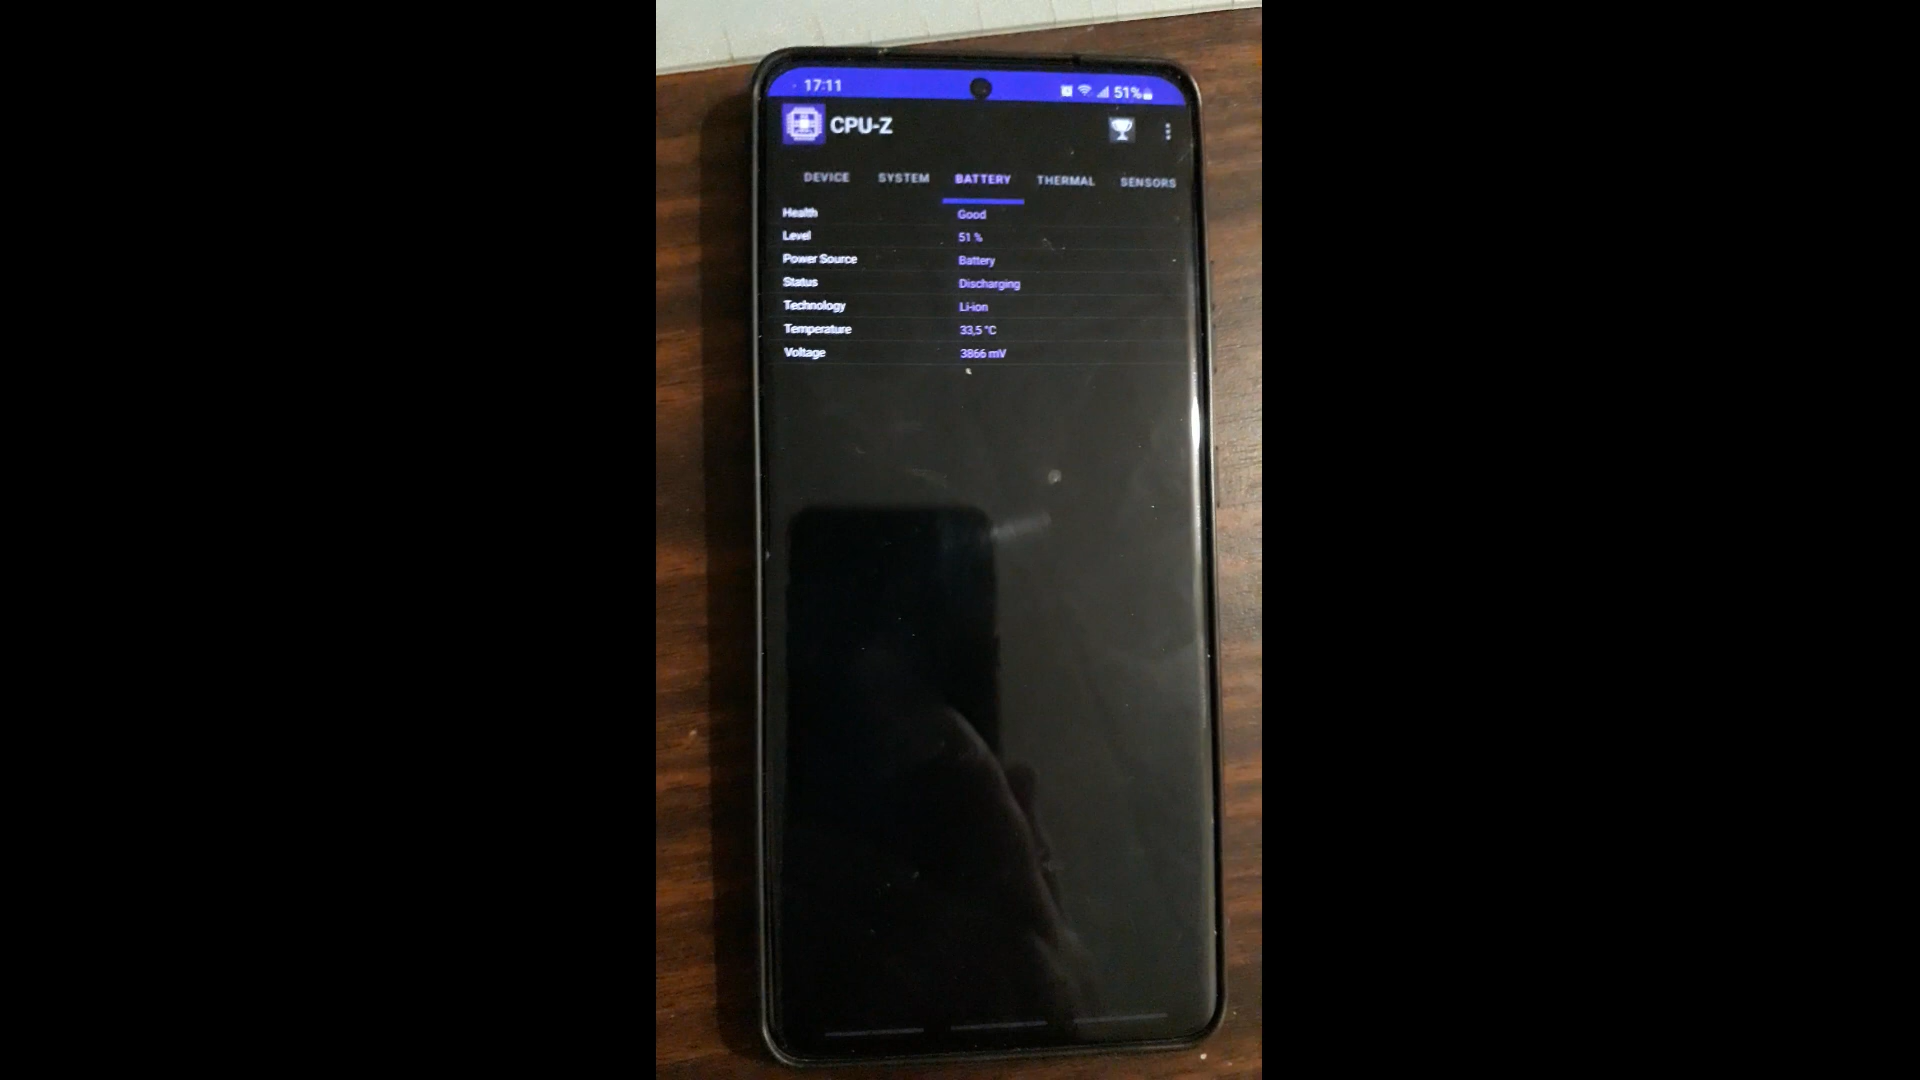 17:11 51%
CPU-Z
DEVICE SYSTEM BATTERY THERMAL SENSORS
Health Good
Level 51 %
Power Source Battery
Status Discharging
Technology Li-ion
Temperature 33,5 °C
Voltage 3866 mV